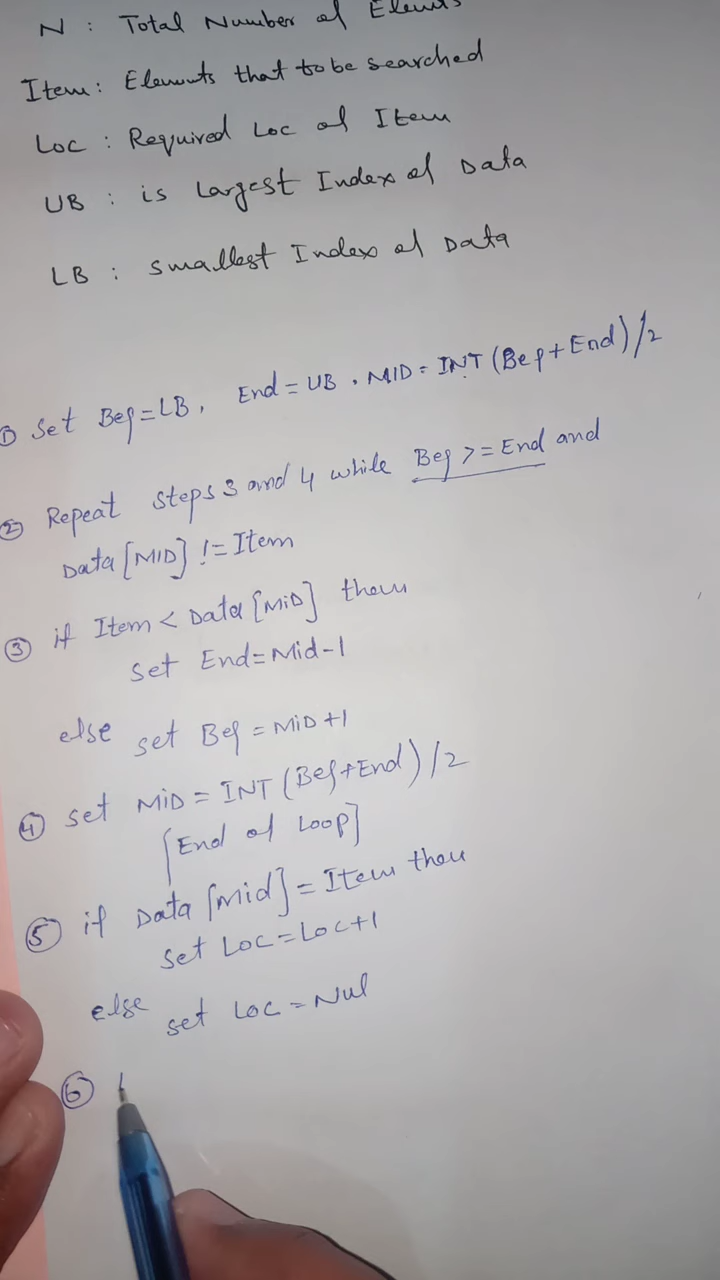 N : Total Number of Elemts
Item : Elements that to be searched
Loc : Required Loc of Item
UB : is Largest Index of Data
LB : smallest Index of Data
① Set Beg = LB, End = UB, MID = INT (Beg + End)/2
② Repeat steps 3 and 4 while Beg >= End and
Data [MID] != Item
③ if Item < Data [MID] then
set End = Mid-1
else set Beg = MID +1
④ set MID = INT (Beg+End)/2
[End of Loop]
⑤ if Data [Mid] = Item then
set Loc = Loc+1
else set Loc = Nul
⑥